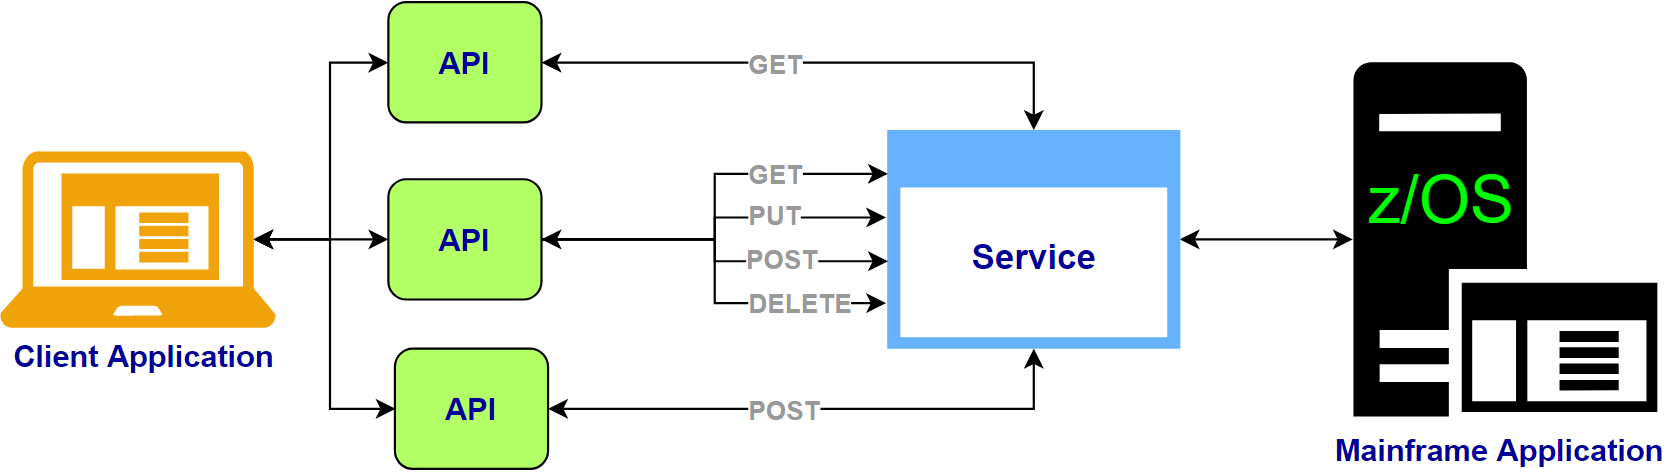 API
GET
API
GET
PUT
POST
DELETE
Service
z/OS
Client Application
API
POST
Mainframe Application